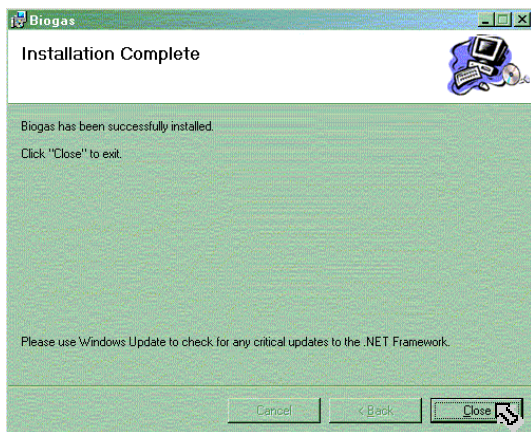 Biogas
Installation Complete
Biogas has been successfully installed.
Click "Close" to exit.
Please use Windows Update to check for any critical updates to the .NET Framework.
Cancel
< Back
Close